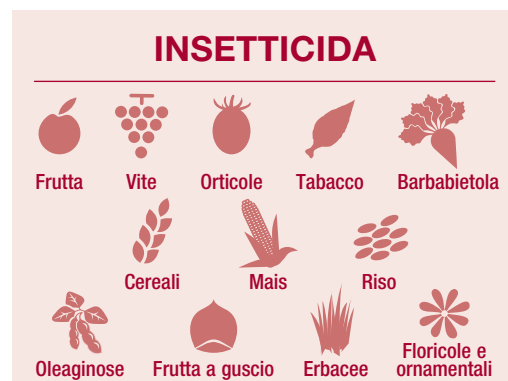 INSETTICIDA
Frutta Vite Orticole Tabacco Barbabietola
Cereali Mais Riso
Oleaginose Frutta a guscio Erbacee Floricole e
ornamentali